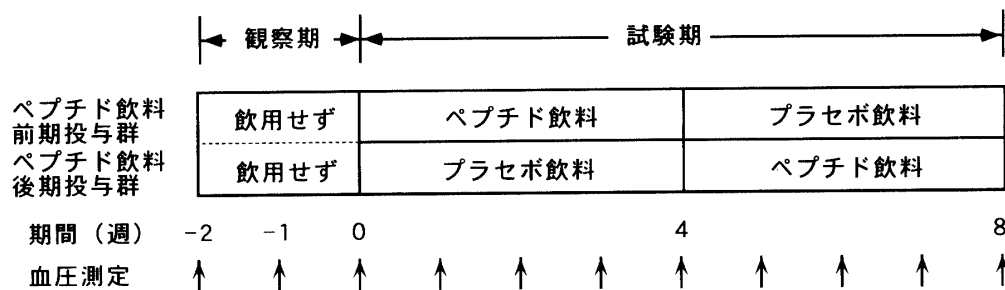 観察期 試験期
ペプチド飲料
前期投与群
飲用せず ペプチド飲料 プラセボ飲料
ペプチド飲料
後期投与群
飲用せず プラセボ飲料 ペプチド飲料
期間（週） -2 -1 0 4 8
血圧測定